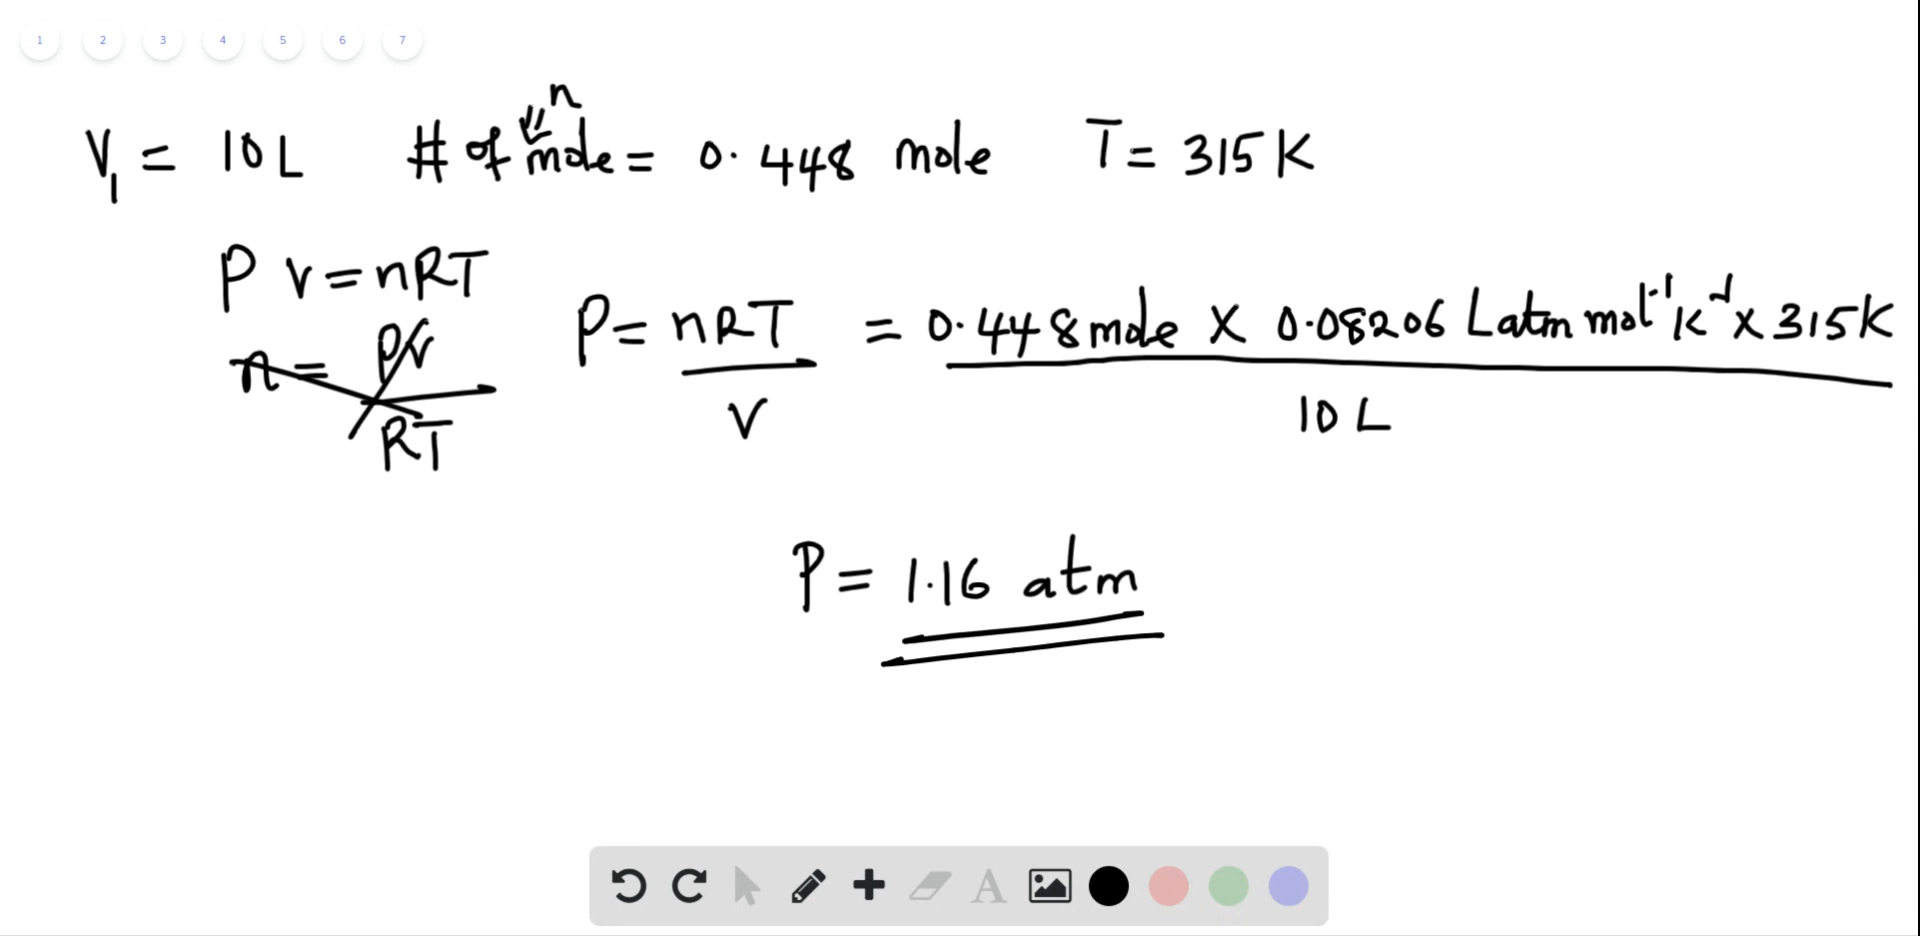 1 2 3 4 5 6 7
n
V₁ = 10 L # of mole = 0.448 mole T = 315 K
P V = nRT
n = PV / RT
P = nRT / V = 0.448 mole X 0.08206 L atm mol⁻¹ K⁻¹ X 315 K / 10 L
P = 1.16 atm
A